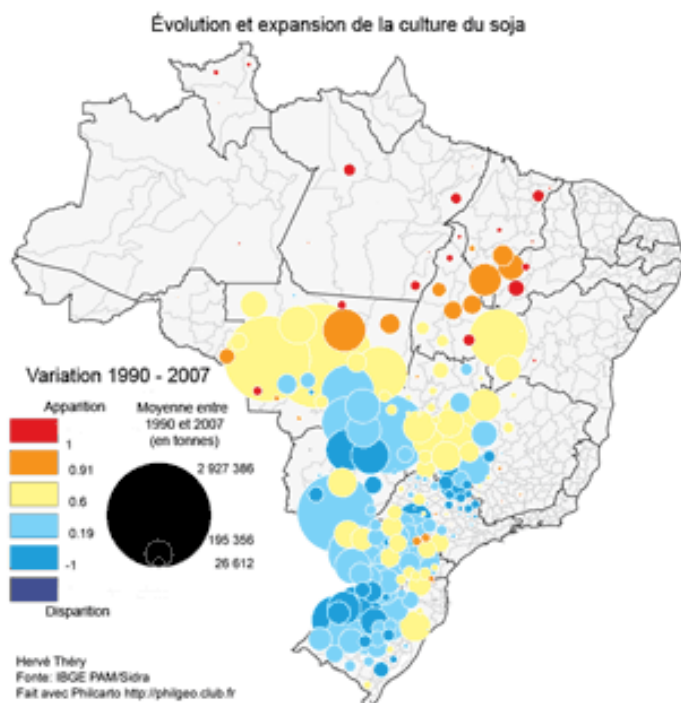 Évolution et expansion de la culture du soja
Variation 1990 - 2007
Apparition
1
0.91
0.6
0.19
-1
Disparition
Moyenne entre
1990 et 2007
(en tonnes)
2 927 386
195 356
26 612
Hervé Théry
Fonte: IBGE PAM/Sidra
Fait avec Philcarto http://philgeo.club.fr